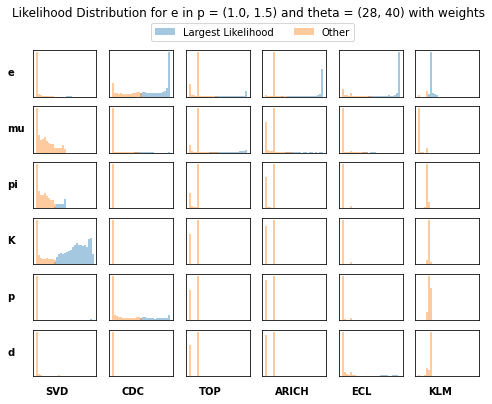 Likelihood Distribution for e in p = (1.0, 1.5) and theta = (28, 40) with weights
Largest Likelihood Other
e
mu
pi
K
p
d
SVD CDC TOP ARICH ECL KLM